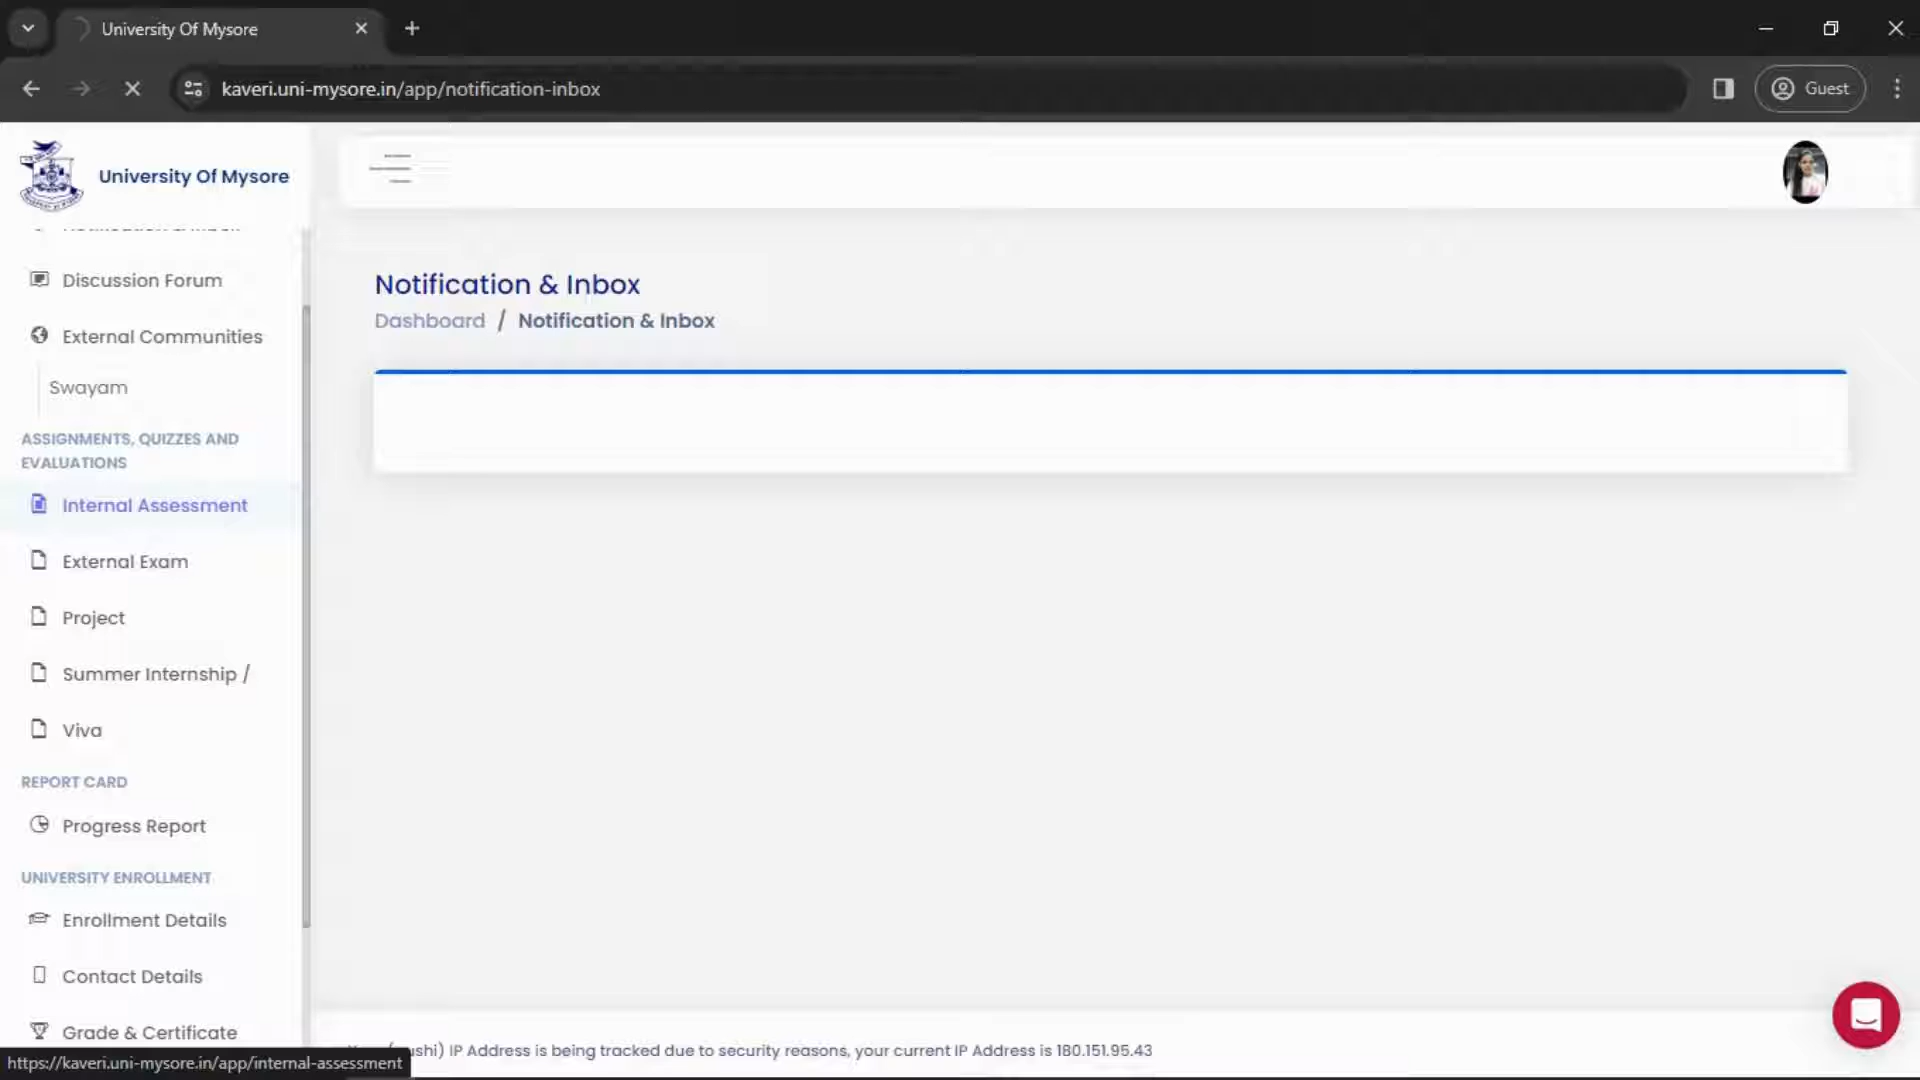 University Of Mysore
kaveri.uni-mysore.in/app/notification-inbox
Guest
University Of Mysore
Discussion Forum
External Communities
Swayam
ASSIGNMENTS, QUIZZES AND
EVALUATIONS
Internal Assessment
External Exam
Project
Summer Internship /
Viva
REPORT CARD
Progress Report
UNIVERSITY ENROLLMENT
Enrollment Details
Contact Details
Grade & Certificate
https://kaveri.uni-mysore.in/app/internal-assessment
Notification & Inbox
Dashboard / Notification & Inbox
IP Address is being tracked due to security reasons, your current IP Address is 180.151.95.43